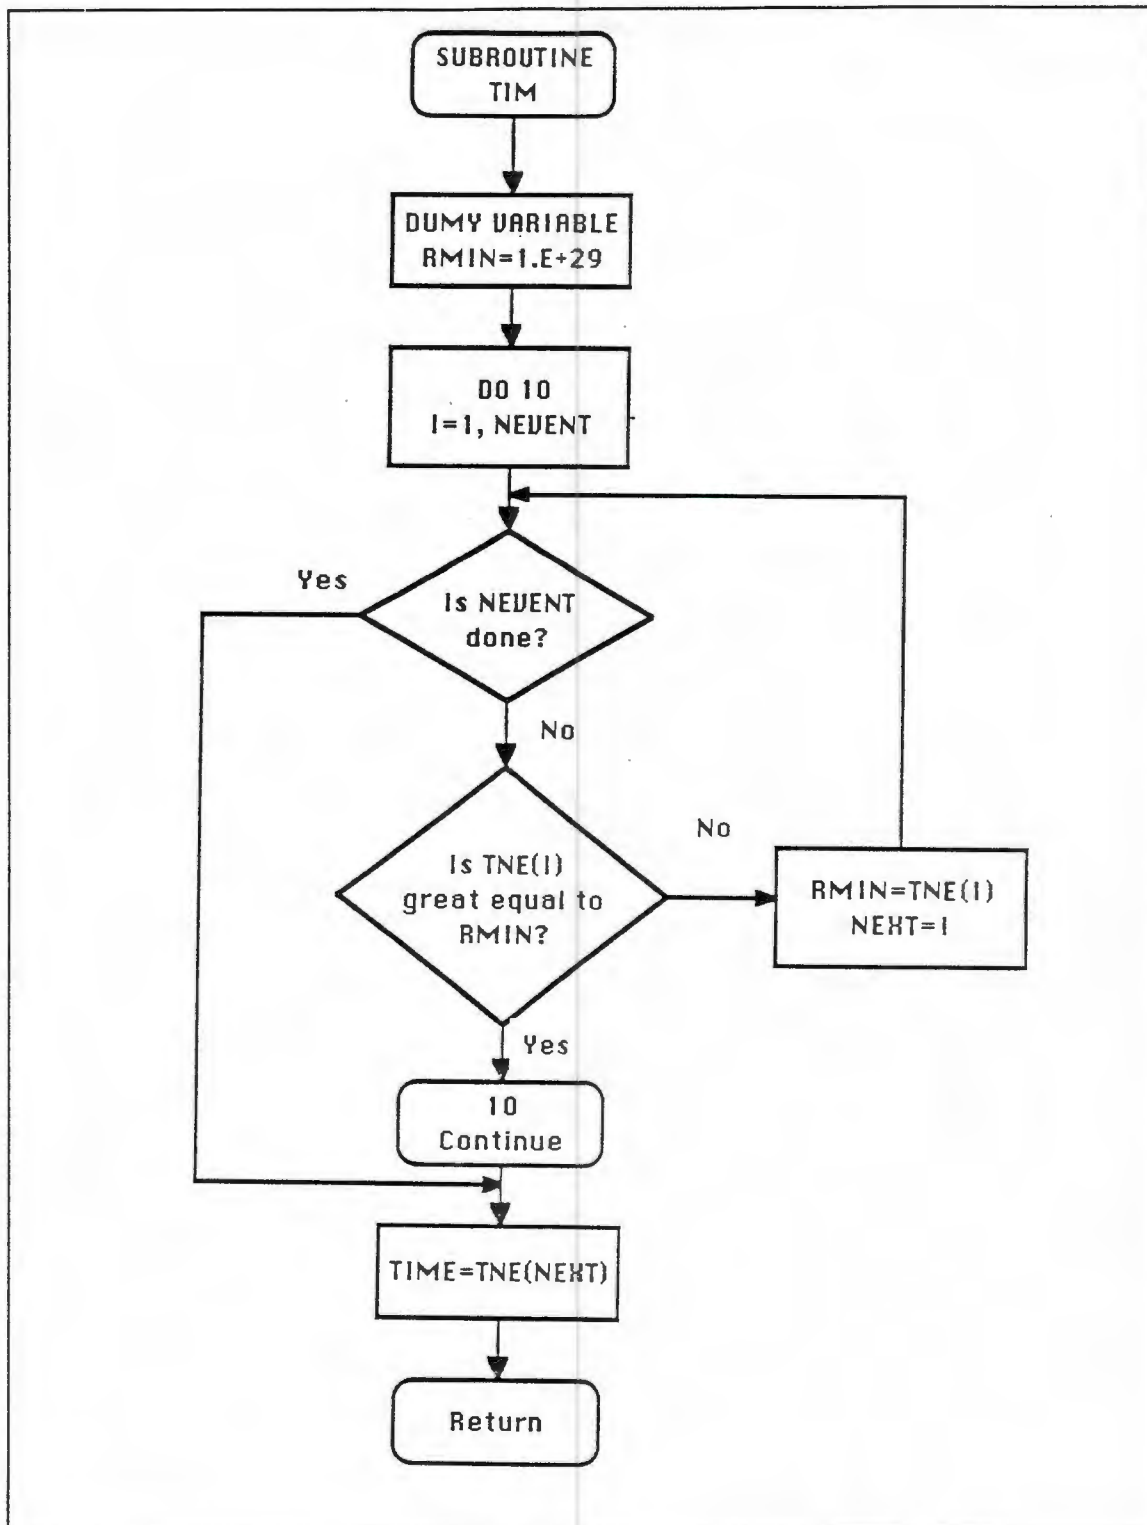 SUBROUTINE
TIM
DUMY VARIABLE
RMIN=1.E+29
DO 10
I=1, NEVENT
Yes
Is NEVENT
done?
No
No
Is TNE(I)
great equal to
RMIN?
RMIN=TNE(I)
NEXT=I
Yes
10
Continue
TIME=TNE(NEXT)
Return